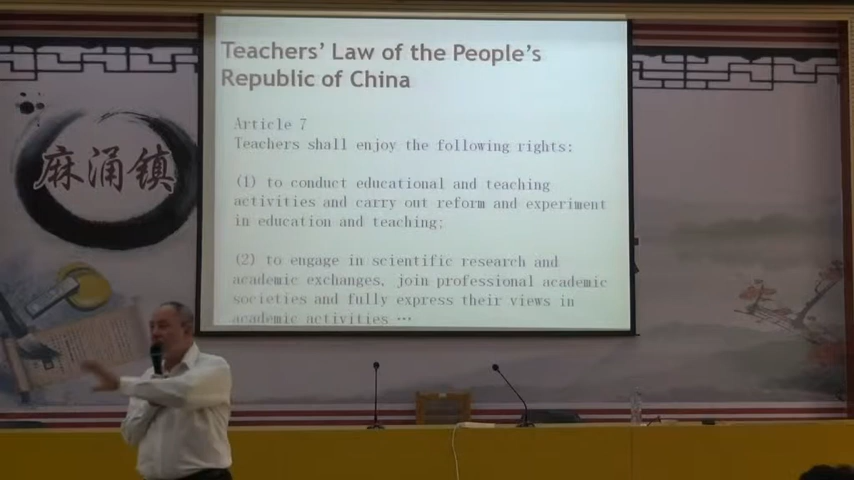 Teachers' Law of the People's
Republic of China
Article 7
Teachers shall enjoy the following rights:
(1) to conduct educational and teaching
activities and carry out reform and experiment
in education and teaching;
(2) to engage in scientific research and
academic exchanges, join professional academic
societies and fully express their views in
academic activities ⋯
麻涌镇